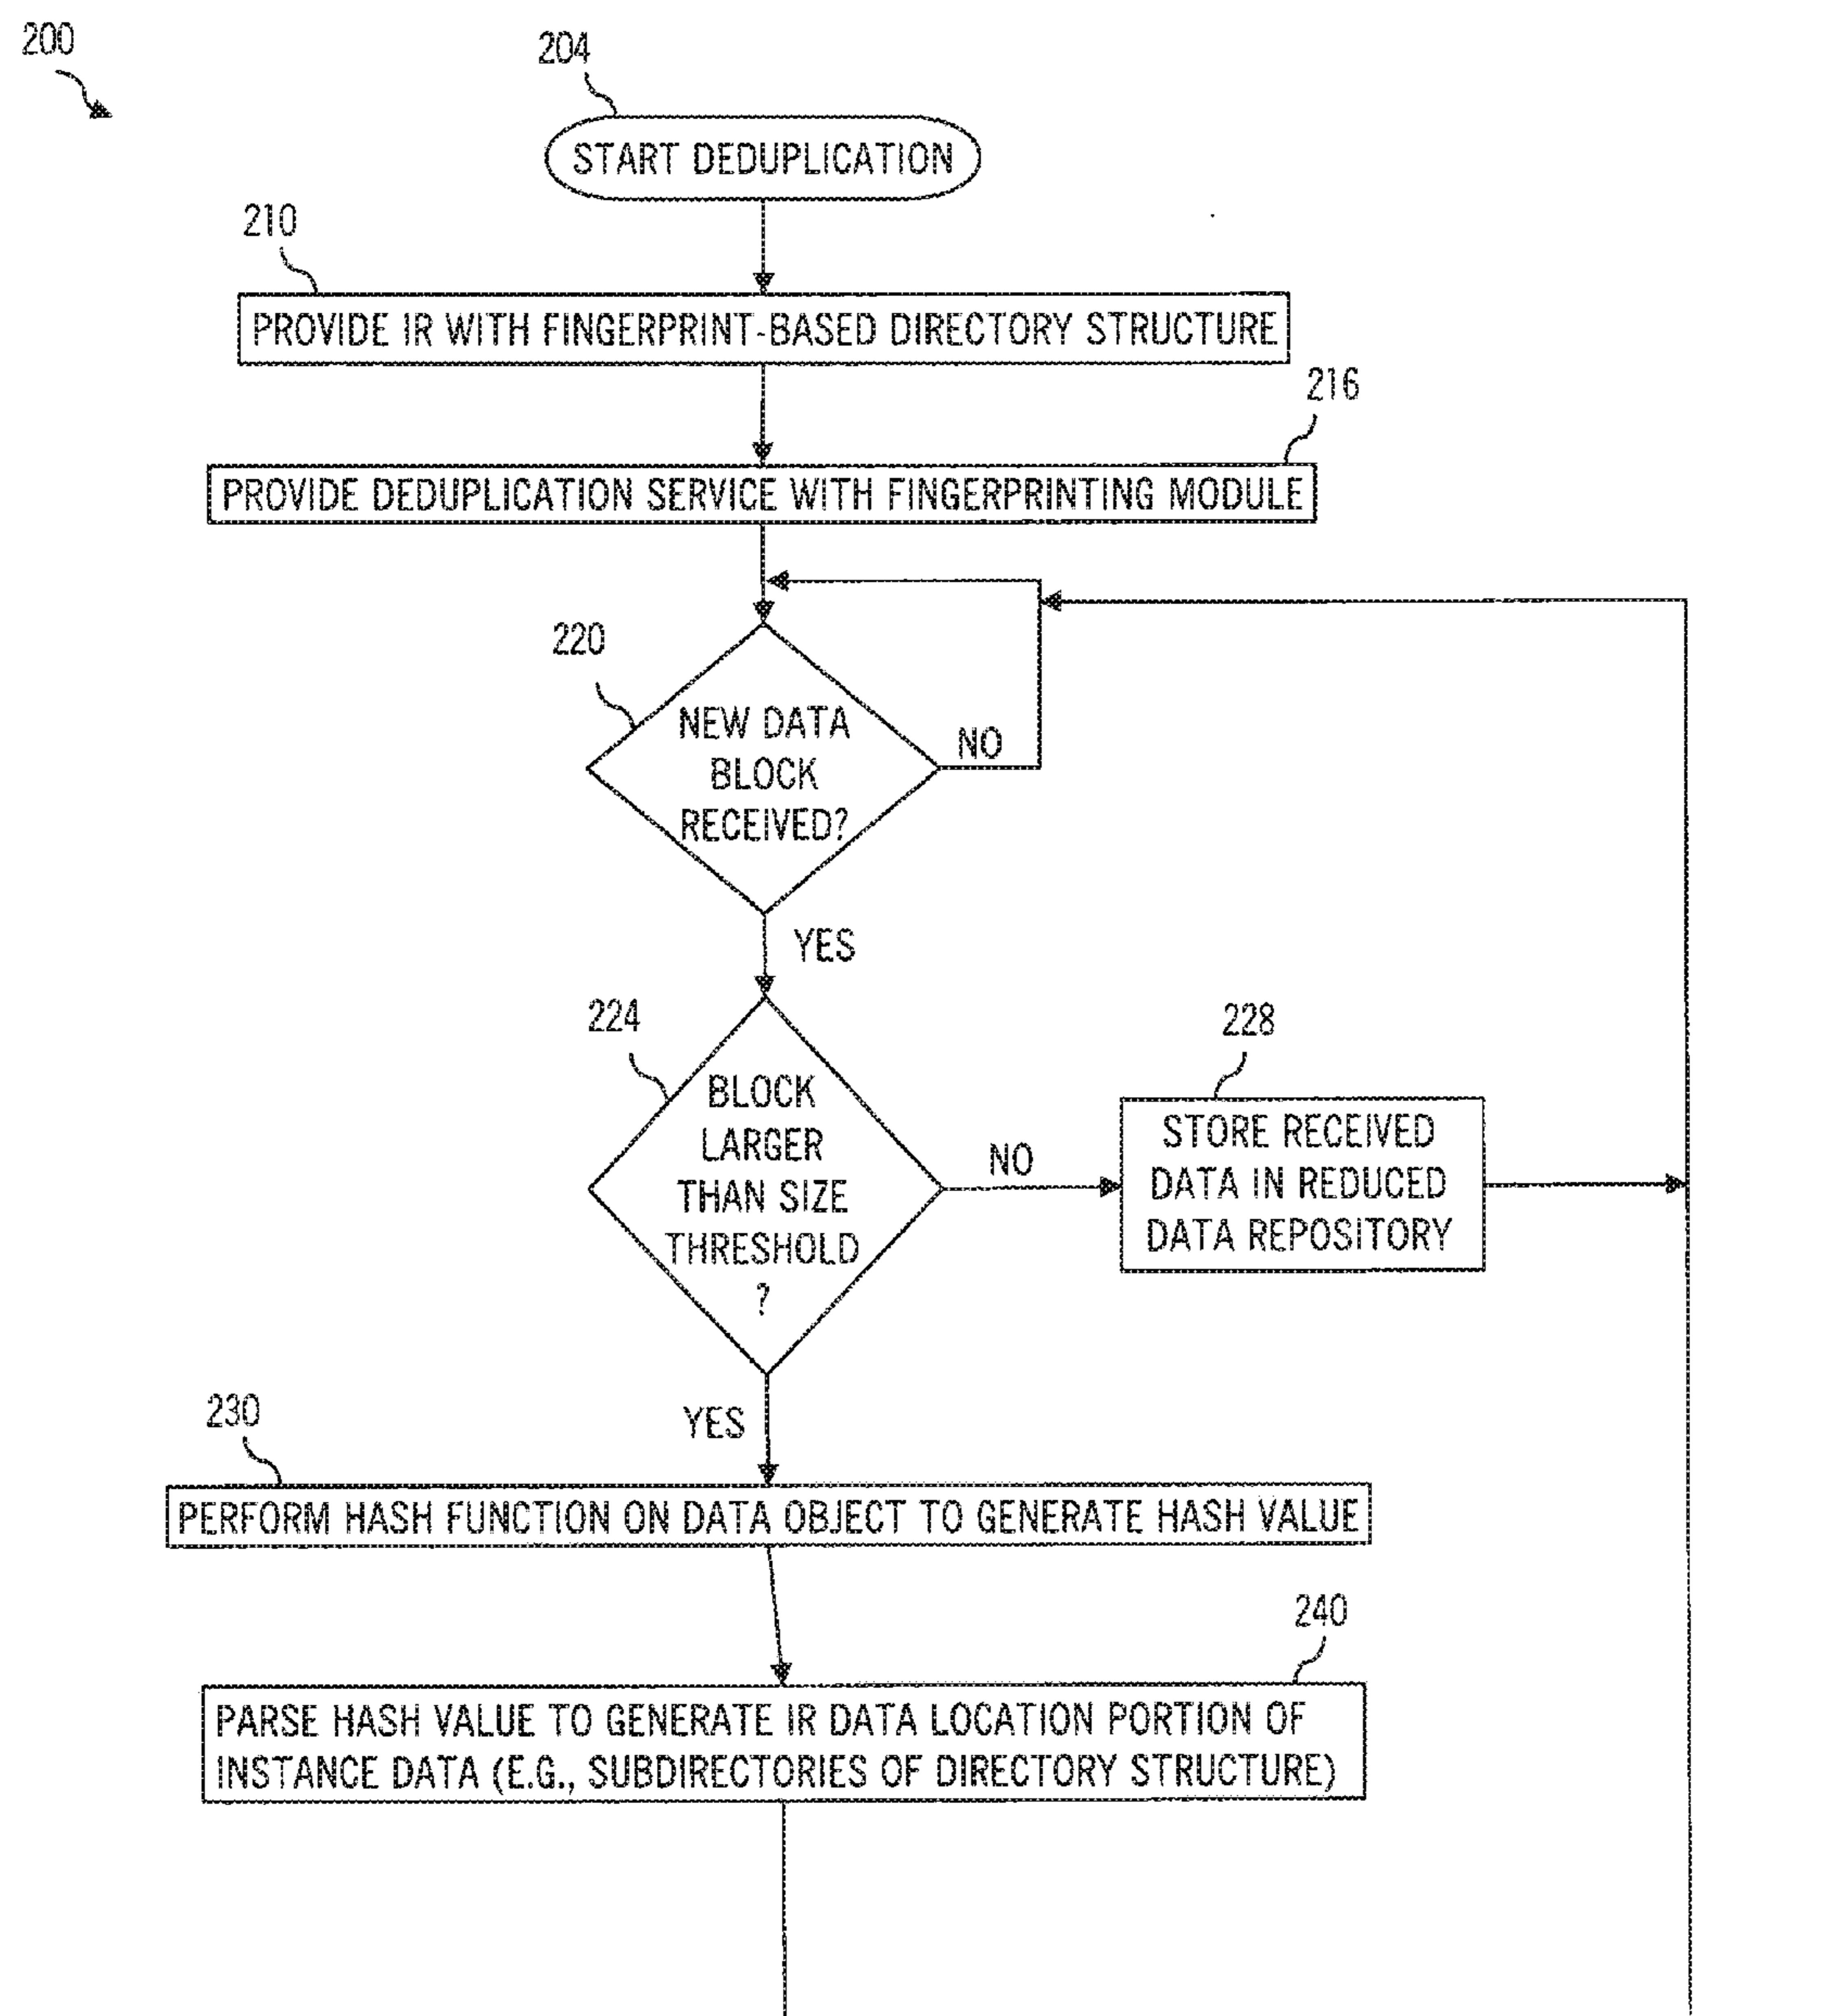 200
204
START DEDUPLICATION
210
PROVIDE IR WITH FINGERPRINT-BASED DIRECTORY STRUCTURE
216
PROVIDE DEDUPLICATION SERVICE WITH FINGERPRINTING MODULE
220
NEW DATA
BLOCK
RECEIVED?
NO
YES
224
BLOCK
LARGER
THAN SIZE
THRESHOLD
?
NO
228
STORE RECEIVED
DATA IN REDUCED
DATA REPOSITORY
YES
230
PERFORM HASH FUNCTION ON DATA OBJECT TO GENERATE HASH VALUE
240
PARSE HASH VALUE TO GENERATE IR DATA LOCATION PORTION OF
INSTANCE DATA (E.G., SUBDIRECTORIES OF DIRECTORY STRUCTURE)